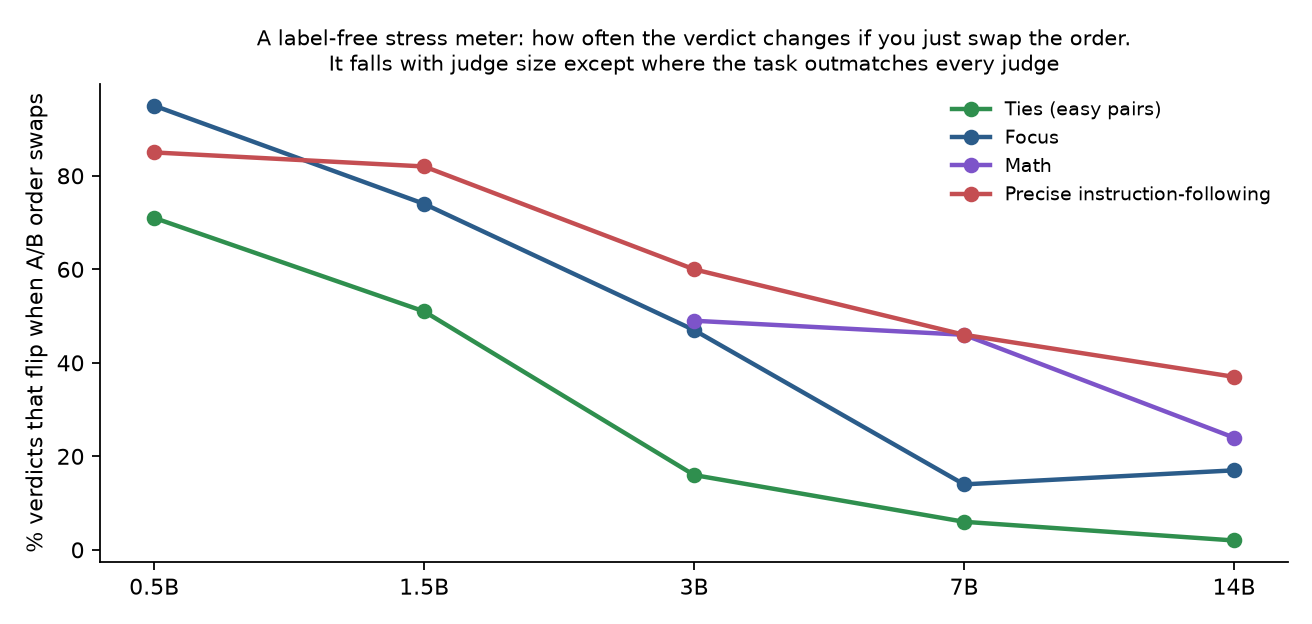 A label-free stress meter: how often the verdict changes if you just swap the order.
It falls with judge size except where the task outmatches every judge
% verdicts that flip when A/B order swaps
80
60
40
20
0
Ties (easy pairs)
Focus
Math
Precise instruction-following
0.5B
1.5B
3B
7B
14B